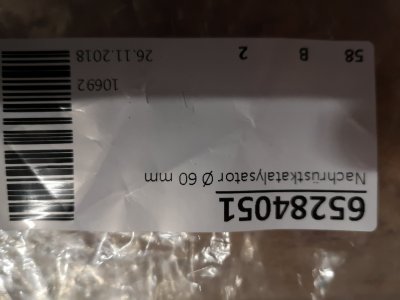 65284051
Nachrüstkatalysator Ø 60 mm
10692
58 B 2 26.11.2018